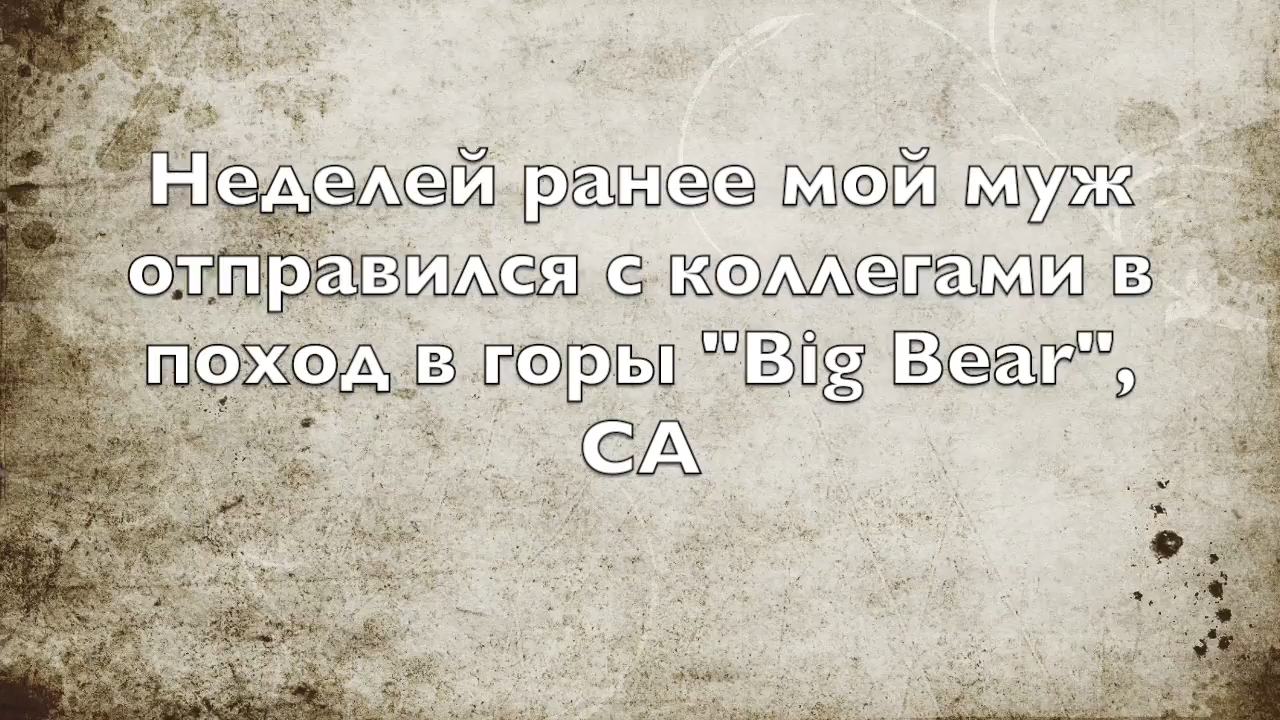 Неделей ранее мой муж
отправился с коллегами в
поход в горы "Big Bear",
CA